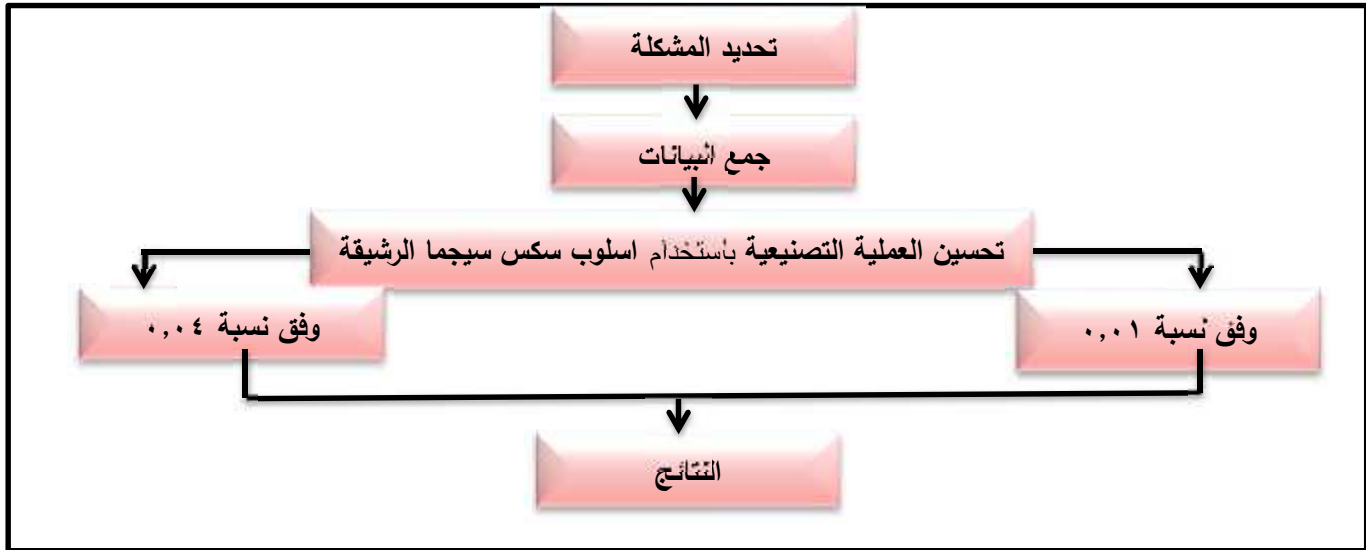 تحديد المشكلة
جمع البيانات
تحسين العملية التصنيعية بأستخدام اسلوب سكس سيجما الرشيقة
وفق نسبة ٠,٠١
وفق نسبة ٠,٠٤
النتائج